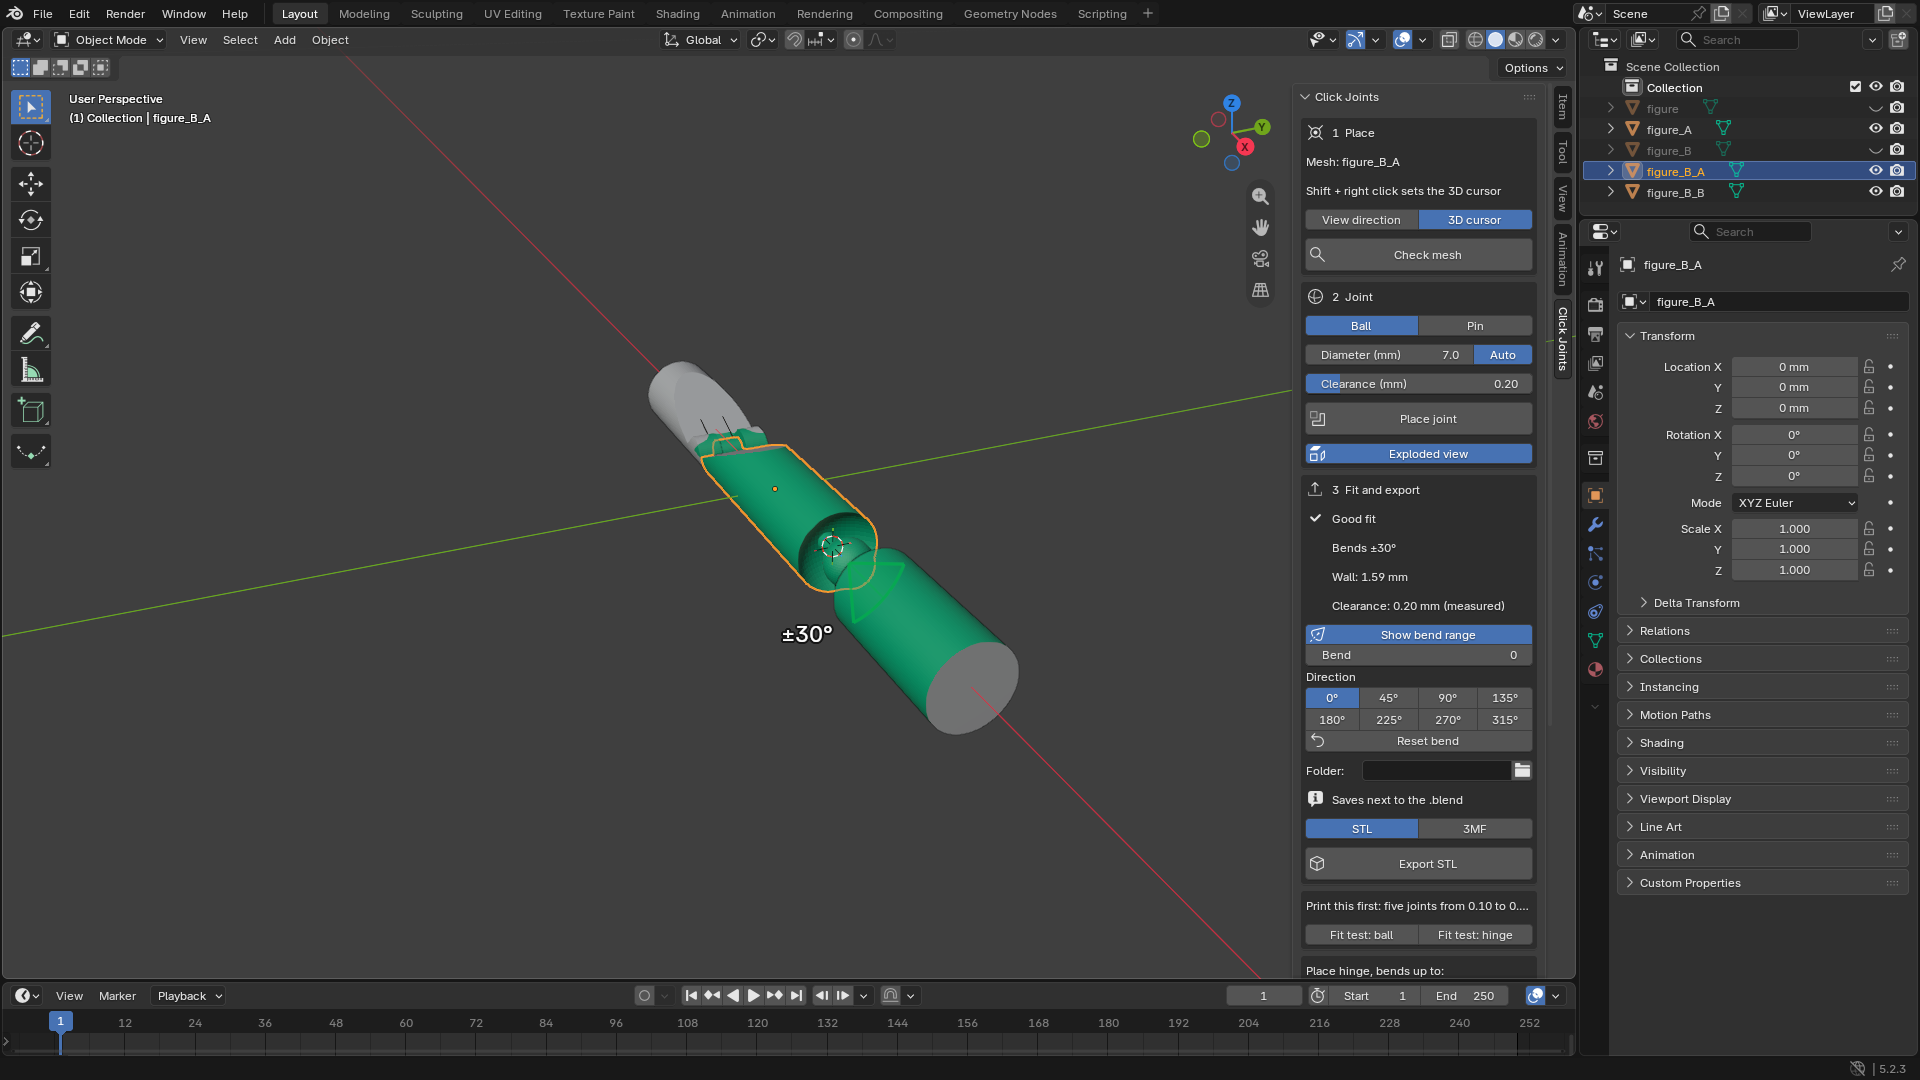 File Edit Render Window Help Layout Modeling Sculpting UV Editing Texture Paint Shading Animation Rendering Compositing Geometry Nodes Scripting + Scene ViewLayer
Object Mode View Select Add Object Global Search
Options
User Perspective
(1) Collection | figure_B_A
Z
Y
X
±30°
Click Joints
1 Place
Mesh: figure_B_A
Shift + right click sets the 3D cursor
View direction 3D cursor
Check mesh
2 Joint
Ball Pin
Diameter (mm) 7.0 Auto
Clearance (mm) 0.20
Place joint
Exploded view
3 Fit and export
Good fit
Bends ±30°
Wall: 1.59 mm
Clearance: 0.20 mm (measured)
Show bend range
Bend 0
Direction
0° 45° 90° 135°
180° 225° 270° 315°
Reset bend
Folder:
Saves next to the .blend
STL 3MF
Export STL
Print this first: five joints from 0.10 to 0....
Fit test: ball Fit test: hinge
Place hinge, bends up to:
Item
Tool
View
Animation
Click Joints
Scene Collection
Collection
figure
figure_A
figure_B
figure_B_A
figure_B_B
Search
figure_B_A
figure_B_A
Transform
Location X 0 mm
Y 0 mm
Z 0 mm
Rotation X 0°
Y 0°
Z 0°
Mode XYZ Euler
Scale X 1.000
Y 1.000
Z 1.000
Delta Transform
Relations
Collections
Instancing
Motion Paths
Shading
Visibility
Viewport Display
Line Art
Animation
Custom Properties
View Marker Playback 1 Start 1 End 250
1 12 24 36 48 60 72 84 96 108 120 132 144 156 168 180 192 204 216 228 240 252
5.2.3